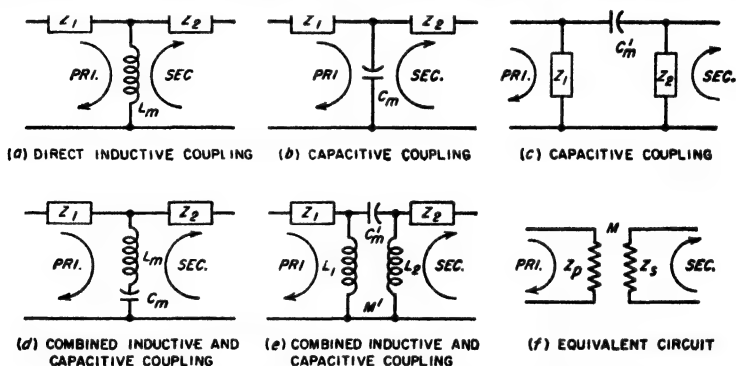 Z1 Z2
PRI. SEC
Lm
(a) DIRECT INDUCTIVE COUPLING
Z1 Z2
PRI SEC.
Cm
(b) CAPACITIVE COUPLING
C'm
PRI. Z1 Z2 SEC.
(c) CAPACITIVE COUPLING
Z1 Z2
PRI. Lm SEC.
Cm
(d) COMBINED INDUCTIVE AND
CAPACITIVE COUPLING
Z1 C'm Z2
PRI L1 L2 SEC.
M'
(e) COMBINED INDUCTIVE AND
CAPACITIVE COUPLING
M
PRI. Zp Zs SEC.
(f) EQUIVALENT CIRCUIT